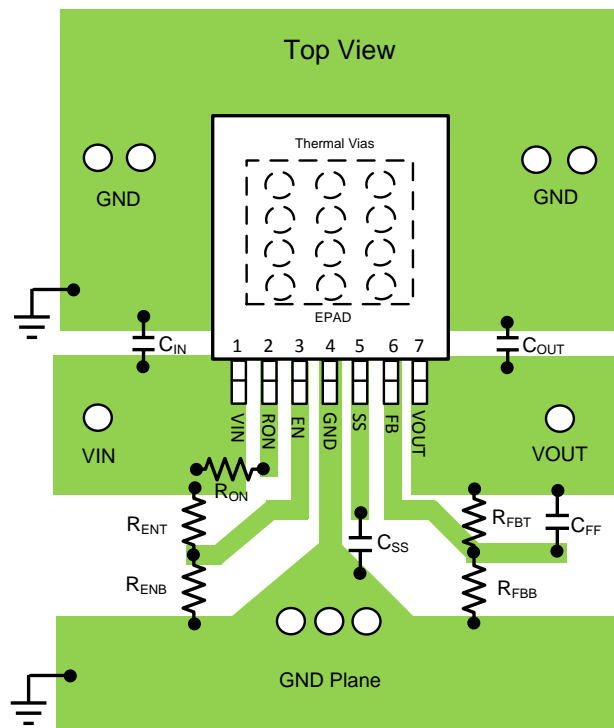 Top View
Thermal Vias
GND
GND
EPAD
CIN
1 2 3 4 5 6 7
COUT
VIN
RON
EN
GND
SS
FB
VOUT
VIN
VOUT
RON
RENT
RFBT
CFF
CSS
RENB
RFBB
GND Plane